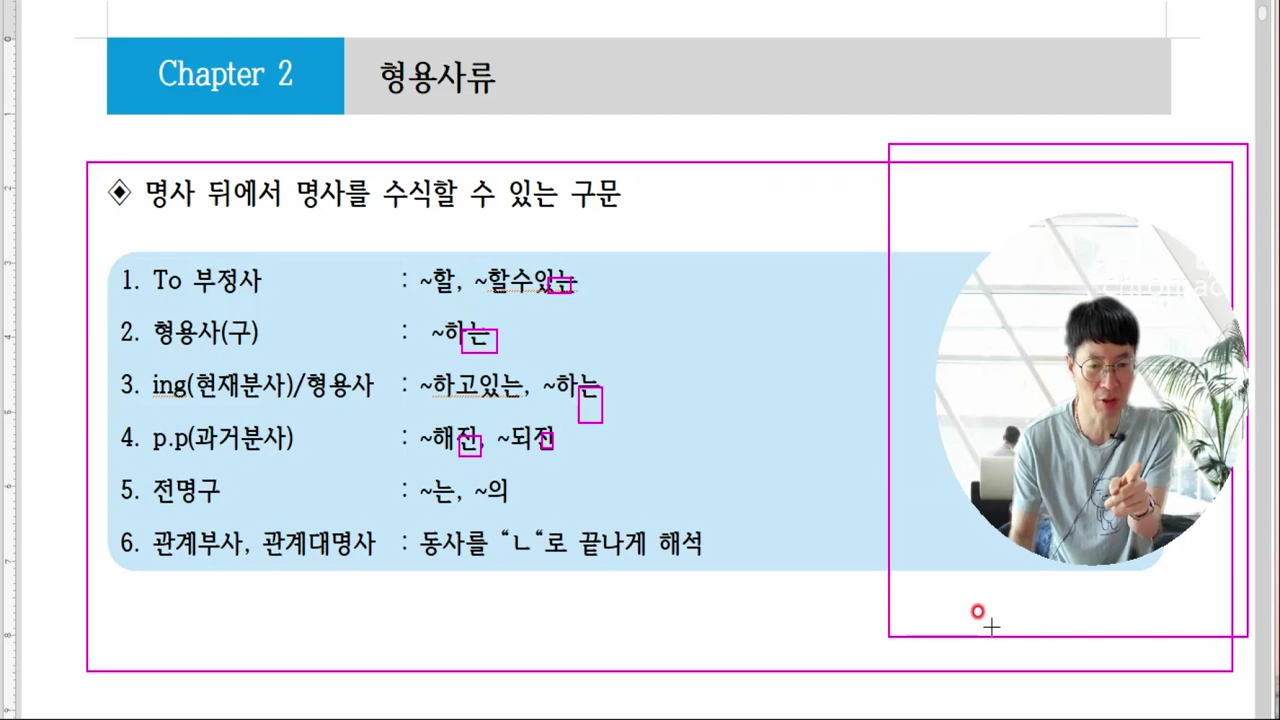 Chapter 2 형용사류
명사 뒤에서 명사를 수식할 수 있는 구문
1. To 부정사 : ~할, ~할수있는
2. 형용사(구) : ~하는
3. ing(현재분사)/형용사 : ~하고있는, ~하는
4. p.p(과거분사) : ~해진, ~되진
5. 전명구 : ~는, ~의
6. 관계부사, 관계대명사 : 동사를 “ㄴ“로 끝나게 해석